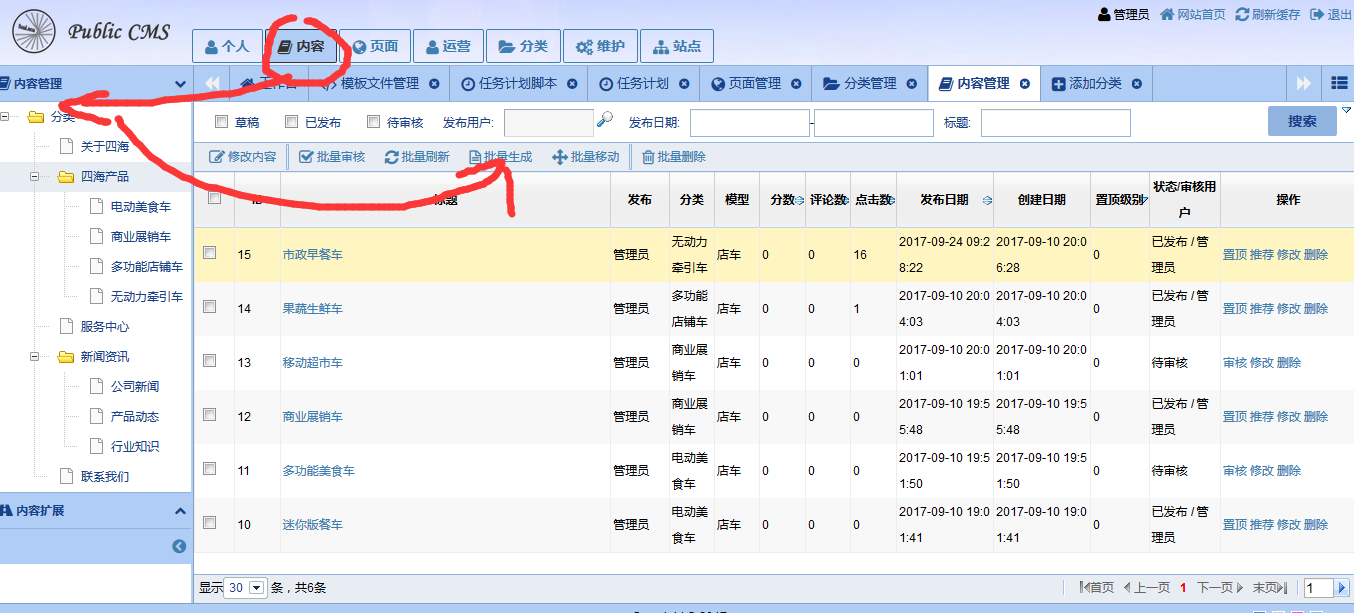 Public CMS
管理员 网站首页 刷新缓存 退出
个人 内容 页面 运营 分类 维护 站点
内容管理
工作台 模板文件管理 任务计划脚本 任务计划 页面管理 分类管理 内容管理 添加分类
分类
关于四海
四海产品
电动美食车
商业展销车
多功能店铺车
无动力牵引车
服务中心
新闻资讯
公司新闻
产品动态
行业知识
联系我们
内容扩展
草稿 已发布 待审核 发布用户: 发布日期: - 标题: 搜索
修改内容 批量审核 批量刷新 批量生成 批量移动 批量删除
标题 发布 分类 模型 分数 评论数 点击数 发布日期 创建日期 置顶级别 状态/审核用户 操作
15 市政早餐车 管理员 无动力牵引车 店车 0 0 16 2017-09-24 09:28:22 2017-09-10 20:06:28 0 已发布 / 管理员 置顶 推荐 修改 删除
14 果蔬生鲜车 管理员 多功能店铺车 店车 0 0 1 2017-09-10 20:04:03 2017-09-10 20:04:03 0 已发布 / 管理员 置顶 推荐 修改 删除
13 移动超市车 管理员 商业展销车 店车 0 0 0 2017-09-10 20:01:01 2017-09-10 20:01:01 0 待审核 审核 修改 删除
12 商业展销车 管理员 商业展销车 店车 0 0 0 2017-09-10 19:55:48 2017-09-10 19:55:48 0 已发布 / 管理员 置顶 推荐 修改 删除
11 多功能美食车 管理员 电动美食车 店车 0 0 0 2017-09-10 19:51:50 2017-09-10 19:51:50 0 待审核 审核 修改 删除
10 迷你版餐车 管理员 电动美食车 店车 0 0 0 2017-09-10 19:01:41 2017-09-10 19:01:41 0 已发布 / 管理员 置顶 推荐 修改 删除
显示 30 条，共6条 首页 上一页 1 下一页 末页 1